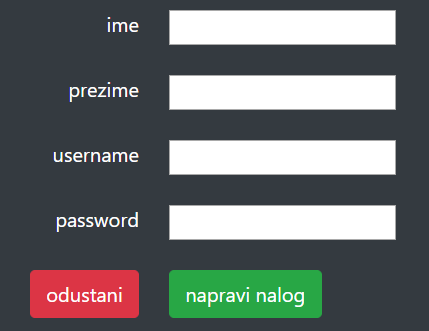 ime
prezime
username
password
odustani napravi nalog